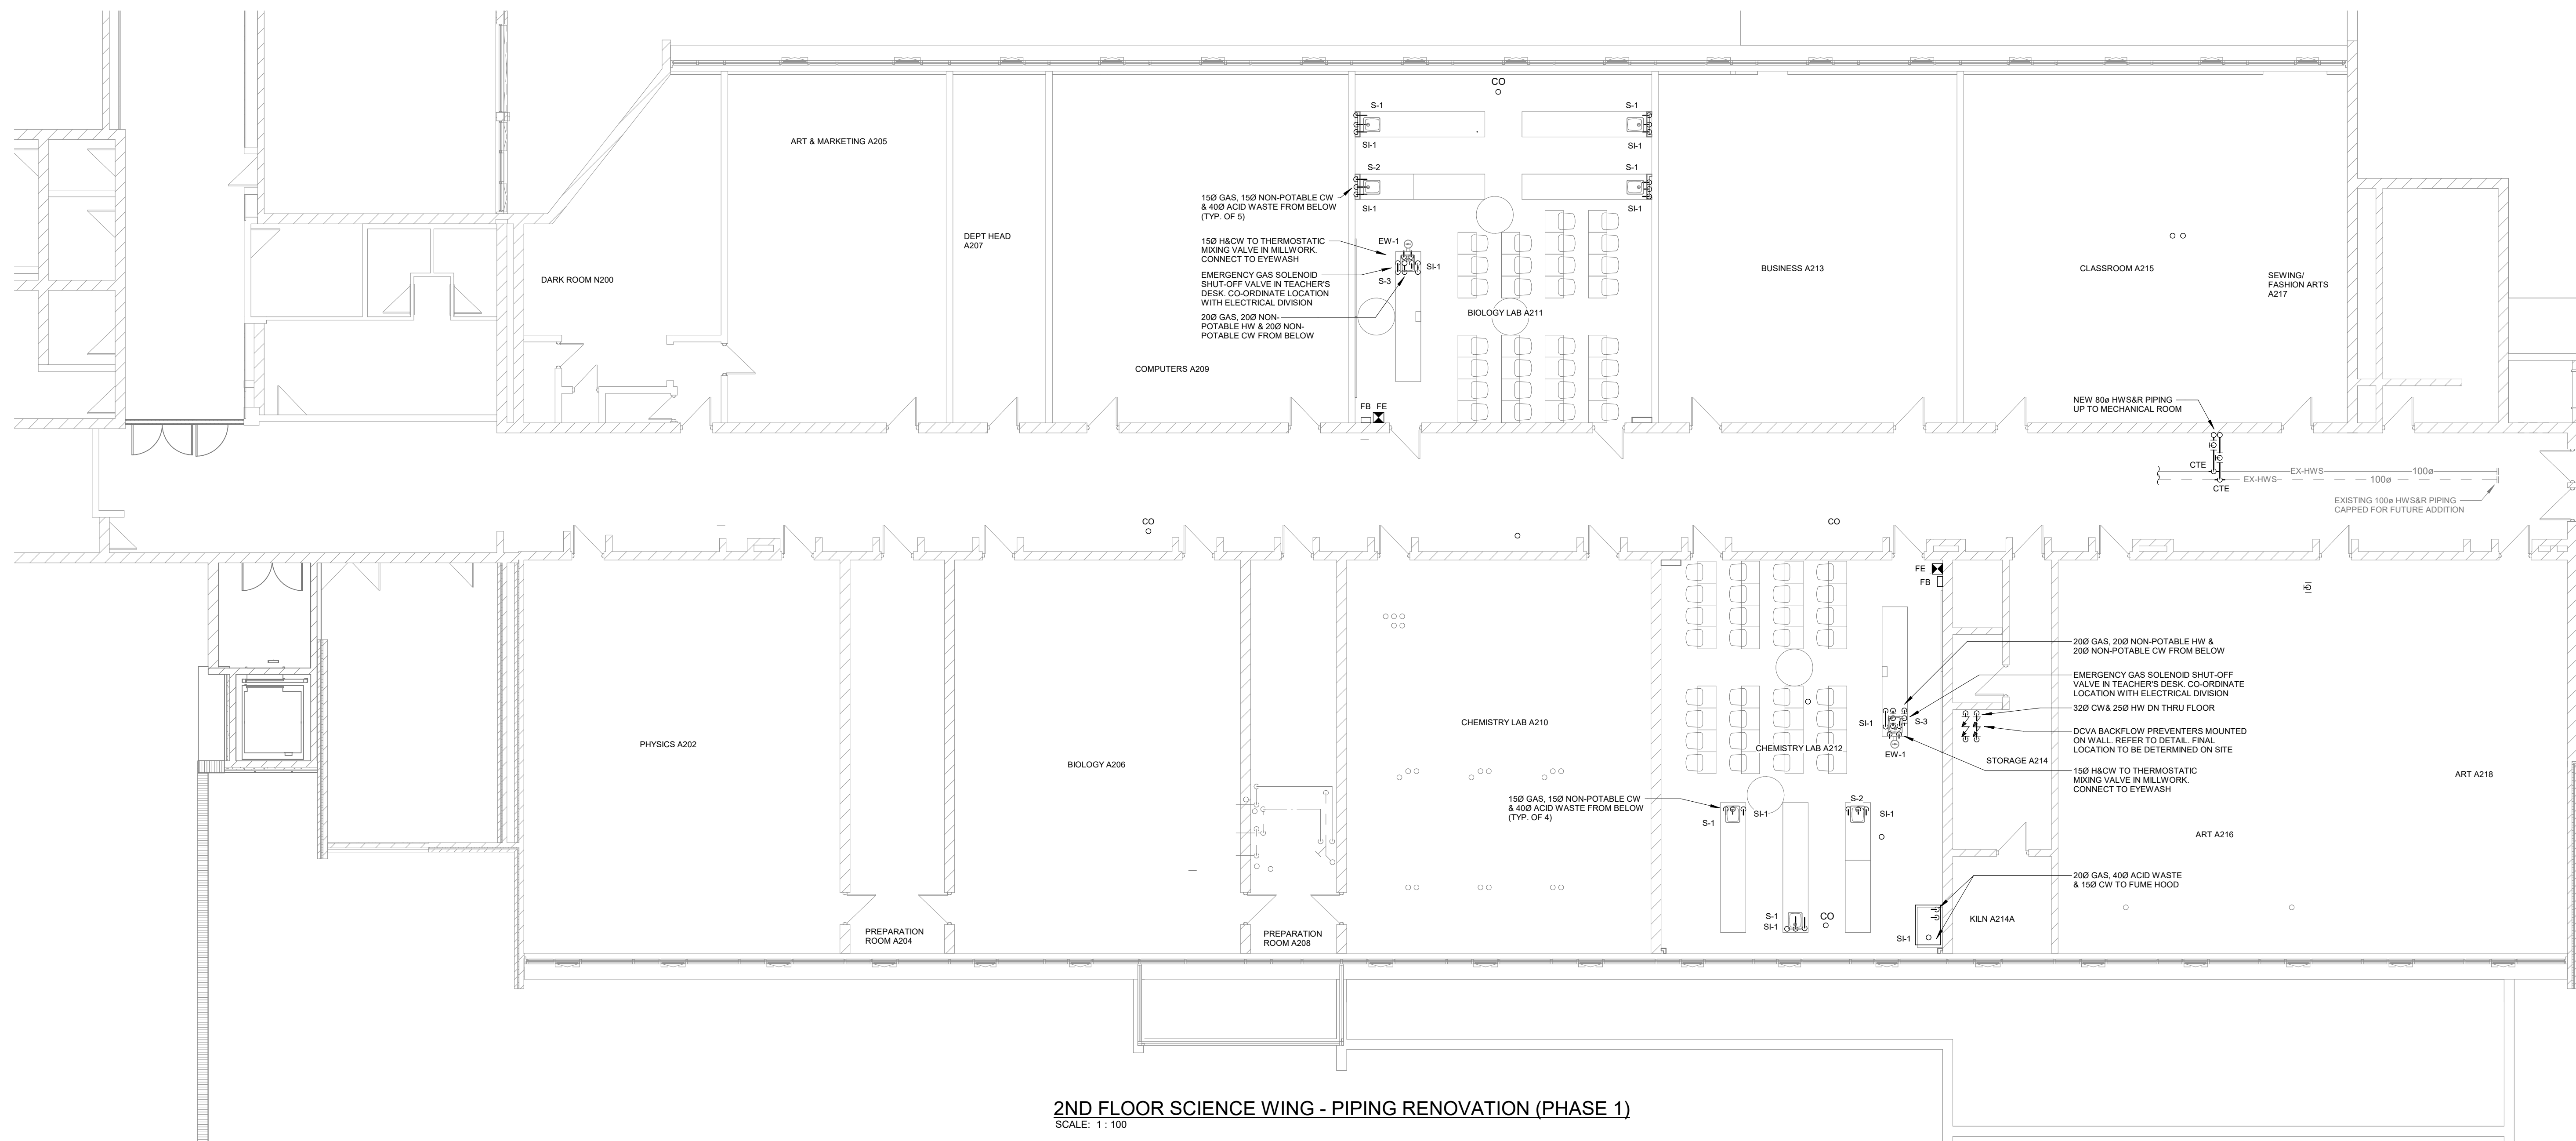 CO
S-1
S-1
ART & MARKETING A205
SI-1
SI-1
S-2
S-1
15Ø GAS, 15Ø NON-POTABLE CW
& 40Ø ACID WASTE FROM BELOW
(TYP. OF 5)
SI-1
SI-1
DEPT HEAD
A207
15Ø H&CW TO THERMOSTATIC
MIXING VALVE IN MILLWORK.
CONNECT TO EYEWASH
EW-1
SI-1
S-3
EMERGENCY GAS SOLENOID
SHUT-OFF VALVE IN TEACHER'S
DESK. CO-ORDINATE LOCATION
WITH ELECTRICAL DIVISION
BUSINESS A213
CLASSROOM A215
SEWING/
FASHION ARTS
A217
DARK ROOM N200
20Ø GAS, 20Ø NON-
POTABLE HW & 20Ø NON-
POTABLE CW FROM BELOW
BIOLOGY LAB A211
COMPUTERS A209
FB FE
NEW 80ø HWS&R PIPING
UP TO MECHANICAL ROOM
CTE
EX-HWS
100ø
EX-HWS
100ø
CTE
EXISTING 100ø HWS&R PIPING
CAPPED FOR FUTURE ADDITION
CO
CO
FE
FB
20Ø GAS, 20Ø NON-POTABLE HW &
20Ø NON-POTABLE CW FROM BELOW
EMERGENCY GAS SOLENOID SHUT-OFF
VALVE IN TEACHER'S DESK. CO-ORDINATE
LOCATION WITH ELECTRICAL DIVISION
32Ø CW& 25Ø HW DN THRU FLOOR
CHEMISTRY LAB A210
SI-1
S-3
DCVA BACKFLOW PREVENTERS MOUNTED
ON WALL. REFER TO DETAIL. FINAL
LOCATION TO BE DETERMINED ON SITE
PHYSICS A202
CHEMISTRY LAB A212
EW-1
STORAGE A214
BIOLOGY A206
15Ø H&CW TO THERMOSTATIC
MIXING VALVE IN MILLWORK.
CONNECT TO EYEWASH
ART A218
15Ø GAS, 15Ø NON-POTABLE CW
& 40Ø ACID WASTE FROM BELOW
(TYP. OF 4)
S-2
SI-1
SI-1
S-1
ART A216
20Ø GAS, 40Ø ACID WASTE
& 15Ø CW TO FUME HOOD
S-1
SI-1
CO
KILN A214A
SI-1
PREPARATION
ROOM A204
PREPARATION
ROOM A208
2ND FLOOR SCIENCE WING - PIPING RENOVATION (PHASE 1)
SCALE: 1 : 100